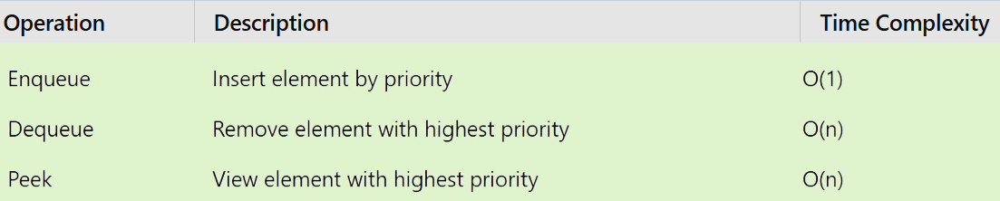 Operation Description Time Complexity
Enqueue Insert element by priority O(1)
Dequeue Remove element with highest priority O(n)
Peek View element with highest priority O(n)